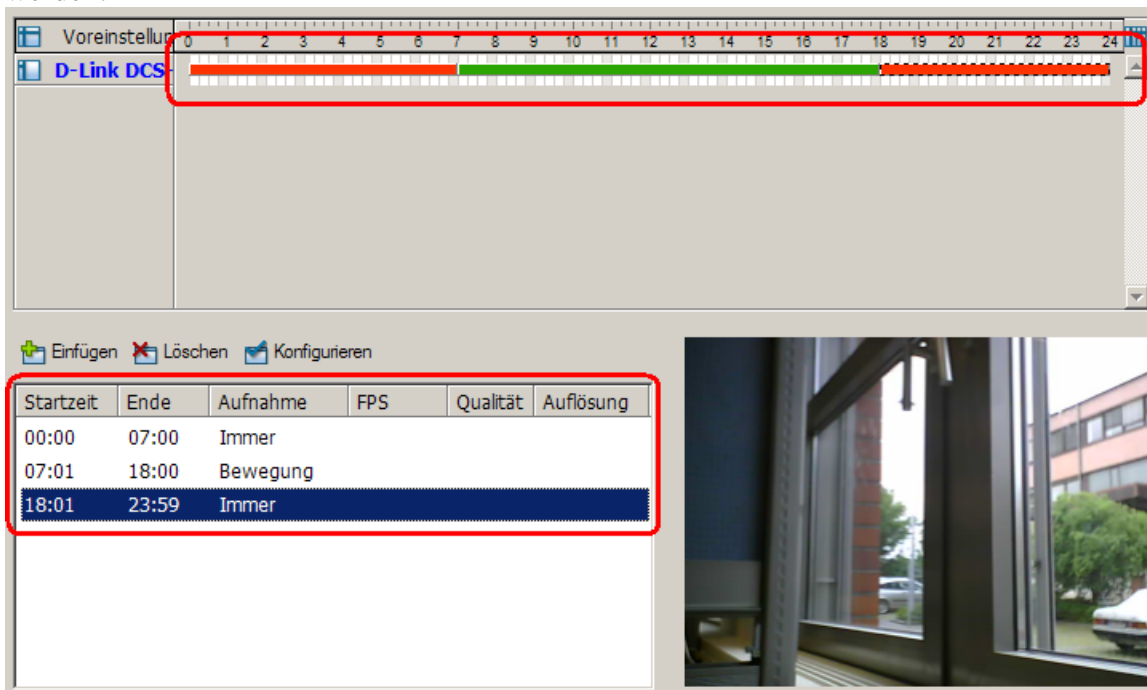 Voreinstellun 0 1 2 3 4 5 6 7 8 9 10 11 12 13 14 15 16 17 18 19 20 21 22 23 24
D-Link DCS-
Einfügen Löschen Konfigurieren
Startzeit Ende Aufnahme FPS Qualität Auflösung
00:00 07:00 Immer
07:01 18:00 Bewegung
18:01 23:59 Immer